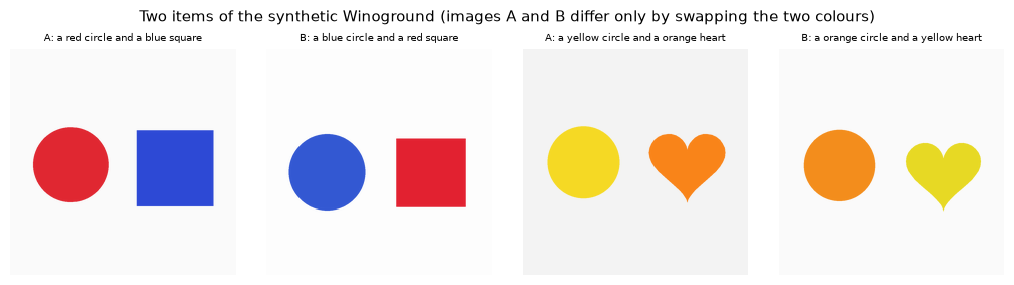 Two items of the synthetic Winoground (images A and B differ only by swapping the two colours)
A: a red circle and a blue square
B: a blue circle and a red square
A: a yellow circle and a orange heart
B: a orange circle and a yellow heart